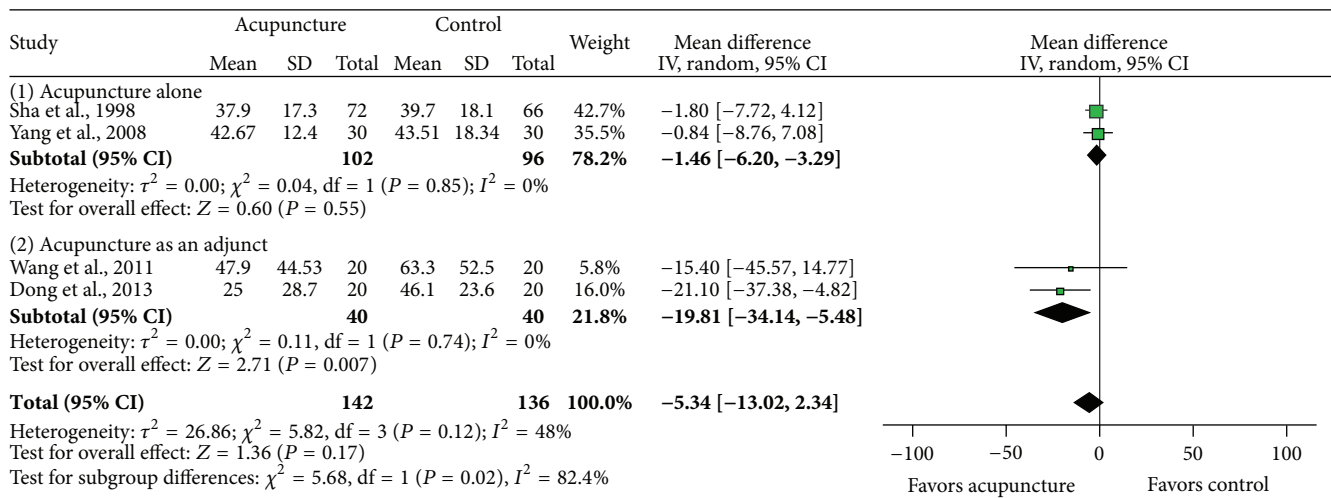 Study Acupuncture Control Weight Mean difference Mean difference
Mean SD Total Mean SD Total IV, random, 95% CI IV, random, 95% CI
(1) Acupuncture alone
Sha et al., 1998 37.9 17.3 72 39.7 18.1 66 42.7% −1.80 [−7.72, 4.12]
Yang et al., 2008 42.67 12.4 30 43.51 18.34 30 35.5% −0.84 [−8.76, 7.08]
Subtotal (95% CI) 102 96 78.2% −1.46 [−6.20, −3.29]
Heterogeneity: τ² = 0.00; χ² = 0.04, df = 1 (P = 0.85); I² = 0%
Test for overall effect: Z = 0.60 (P = 0.55)
(2) Acupuncture as an adjunct
Wang et al., 2011 47.9 44.53 20 63.3 52.5 20 5.8% −15.40 [−45.57, 14.77]
Dong et al., 2013 25 28.7 20 46.1 23.6 20 16.0% −21.10 [−37.38, −4.82]
Subtotal (95% CI) 40 40 21.8% −19.81 [−34.14, −5.48]
Heterogeneity: τ² = 0.00; χ² = 0.11, df = 1 (P = 0.74); I² = 0%
Test for overall effect: Z = 2.71 (P = 0.007)
Total (95% CI) 142 136 100.0% −5.34 [−13.02, 2.34]
Heterogeneity: τ² = 26.86; χ² = 5.82, df = 3 (P = 0.12); I² = 48%
Test for overall effect: Z = 1.36 (P = 0.17)
Test for subgroup differences: χ² = 5.68, df = 1 (P = 0.02), I² = 82.4%
−100 −50 0 50 100
Favors acupuncture Favors control